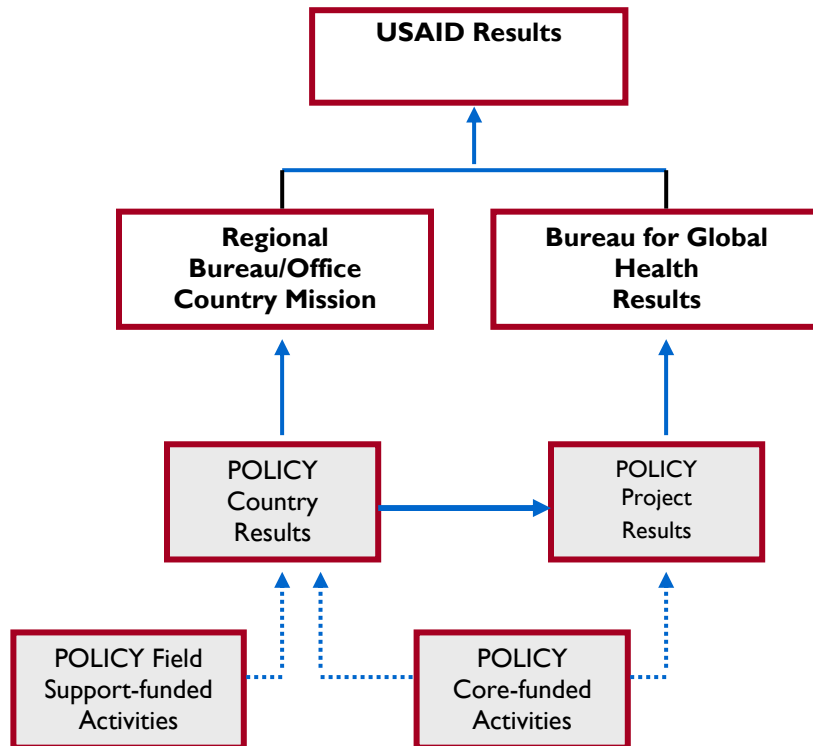 USAID Results
Regional
Bureau/Office
Country Mission
Bureau for Global
Health
Results
POLICY
Country
Results
POLICY
Project
Results
POLICY Field
Support-funded
Activities
POLICY
Core-funded
Activities